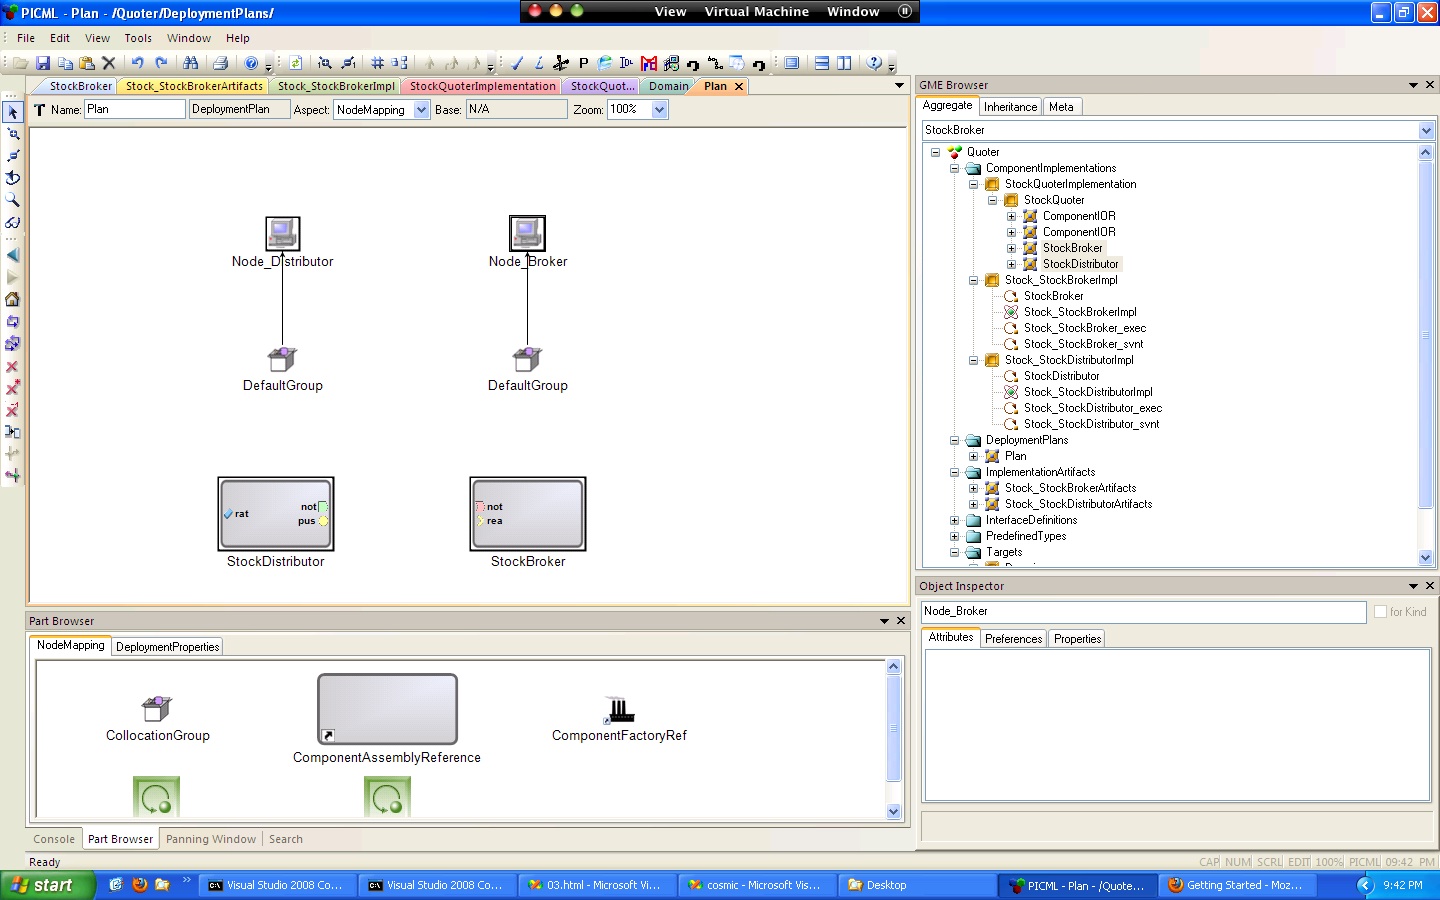 View Virtual Machine Window
PICML - Plan - /Quoter/DeploymentPlans/
File Edit View Tools Window Help
StockBroker Stock_StockBrokerArtifacts Stock_StockBrokerImpl StockQuoterImplementation StockQuot... Domain Plan
Name: Plan DeploymentPlan Aspect: NodeMapping Base: N/A Zoom: 100%
Node_Distributor Node_Broker
DefaultGroup DefaultGroup
rat not pus
not rea
StockDistributor StockBroker
Part Browser
NodeMapping DeploymentProperties
CollocationGroup ComponentAssemblyReference ComponentFactoryRef
Console Part Browser Panning Window Search
GME Browser
Aggregate Inheritance Meta
StockBroker
Quoter
ComponentImplementations
StockQuoterImplementation
StockQuoter
ComponentIOR
ComponentIOR
StockBroker
StockDistributor
Stock_StockBrokerImpl
StockBroker
Stock_StockBrokerImpl
Stock_StockBroker_exec
Stock_StockBroker_svnt
Stock_StockDistributorImpl
StockDistributor
Stock_StockDistributorImpl
Stock_StockDistributor_exec
Stock_StockDistributor_svnt
DeploymentPlans
Plan
ImplementationArtifacts
Stock_StockBrokerArtifacts
Stock_StockDistributorArtifacts
InterfaceDefinitions
PredefinedTypes
Targets
Object Inspector
Node_Broker for Kind
Attributes Preferences Properties
Ready CAP NUM SCRL EDIT 100% PICML 09:42 PM
start Visual Studio 2008 Co... Visual Studio 2008 Co... 03.html - Microsoft Vi... cosmic - Microsoft Vis... Desktop PICML - Plan - /Quote... Getting Started - Moz... 9:42 PM